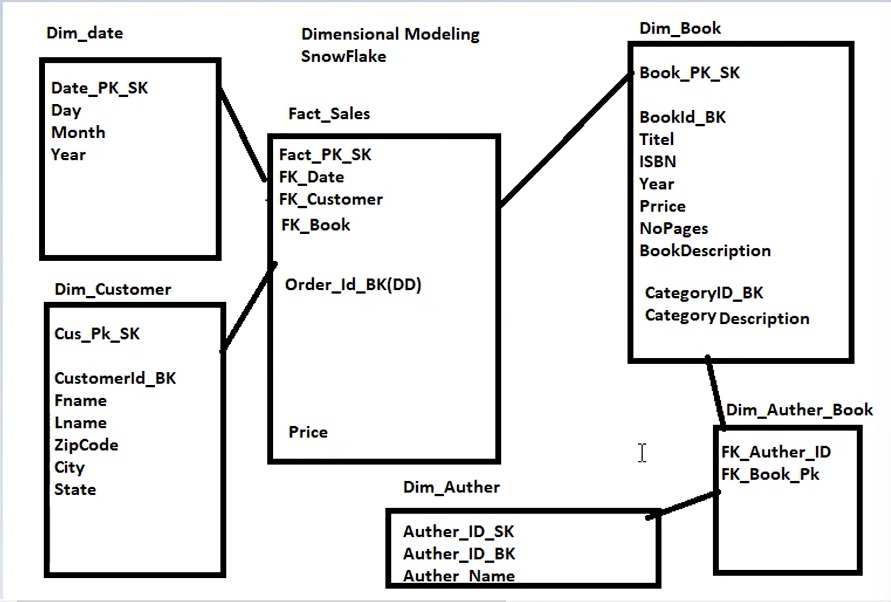 Dim_date
Date_PK_SK
Day
Month
Year
Dimensional Modeling
SnowFlake
Fact_Sales
Fact_PK_SK
FK_Date
FK_Customer
FK_Book
Order_Id_BK(DD)
Price
Dim_Book
Book_PK_SK
BookId_BK
Titel
ISBN
Year
Prrice
NoPages
BookDescription
CategoryID_BK
Category Description
Dim_Customer
Cus_Pk_SK
CustomerId_BK
Fname
Lname
ZipCode
City
State
Dim_Auther
Auther_ID_SK
Auther_ID_BK
Auther_Name
Dim_Auther_Book
FK_Auther_ID
FK_Book_Pk